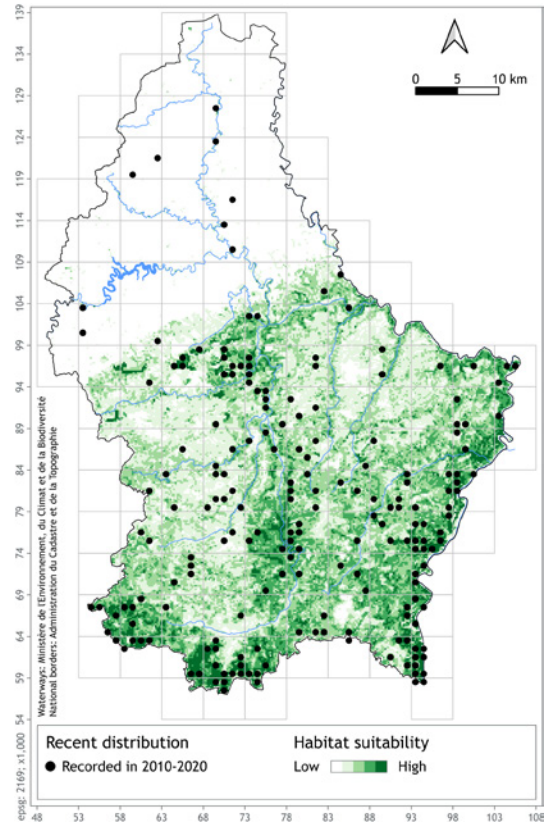 139
134
129
124
119
114
109
104
99
94
89
84
79
74
69
64
59
54
0 5 10 km
Waterways: Ministère de l'Environnement, du Climat et de la Biodiversité
National borders: Administration du Cadastre et de la Topographie
epsg: 2169; x1,000
Recent distribution
Recorded in 2010-2020
Habitat suitability
Low High
48 53 58 63 68 73 78 83 88 93 98 103 108